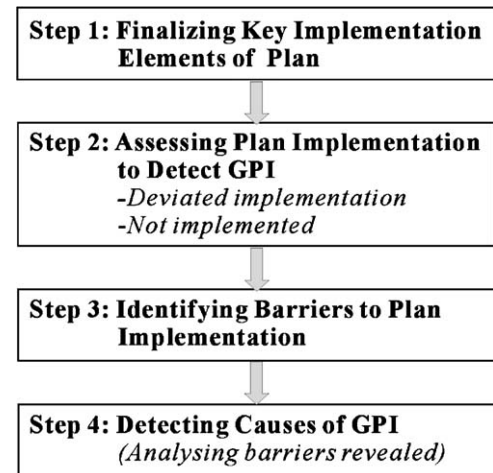 Step 1: Finalizing Key Implementation
Elements of Plan
Step 2: Assessing Plan Implementation
to Detect GPI
-Deviated implementation
-Not implemented
Step 3: Identifying Barriers to Plan
Implementation
Step 4: Detecting Causes of GPI
(Analysing barriers revealed)